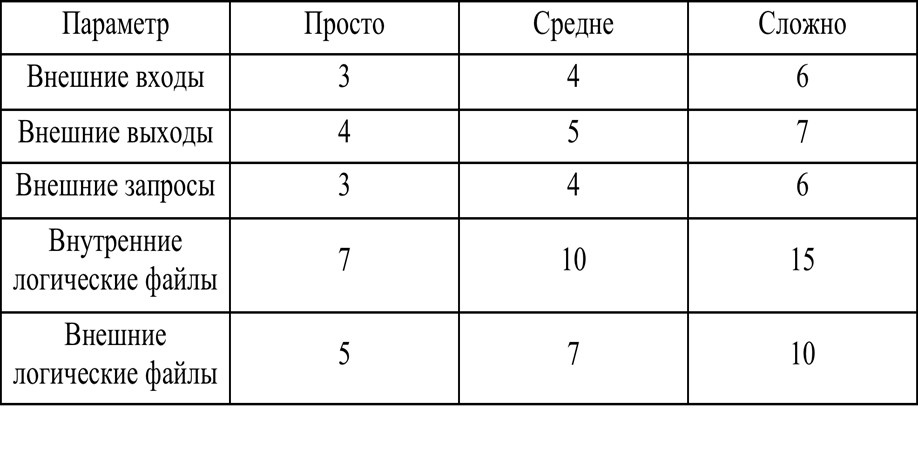 Параметр Просто Средне Сложно
Внешние входы 3 4 6
Внешние выходы 4 5 7
Внешние запросы 3 4 6
Внутренние
логические файлы 7 10 15
Внешние
логические файлы 5 7 10